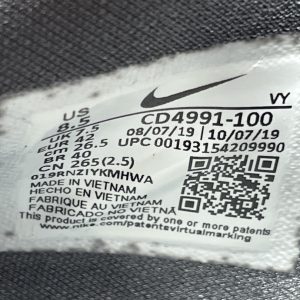 VY
US 8.5
UK 7.5
EUR 42
cm 26.5
BR 40
CN 265(2.5)
CD4991-100
08/07/19 | 10/07/19
UPC 00193154209990
019RNZIYKMHWA
MADE IN VIETNAM
HECHO EN VIETNAM
FABRIQUE AU VIETNAM
FABRICADO NO VIETNÃ
This product is covered by one or more patents
www.nike.com/patentsvirtualmarking